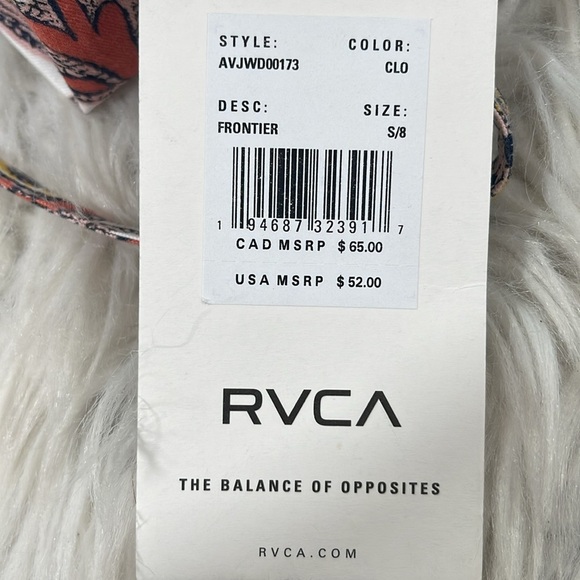 STYLE: COLOR:
AVJWD00173 CLO
DESC: SIZE:
FRONTIER S/8
1 94687 32391 7
CAD MSRP $ 65.00
USA MSRP $ 52.00
RVCA
THE BALANCE OF OPPOSITES
RVCA.COM